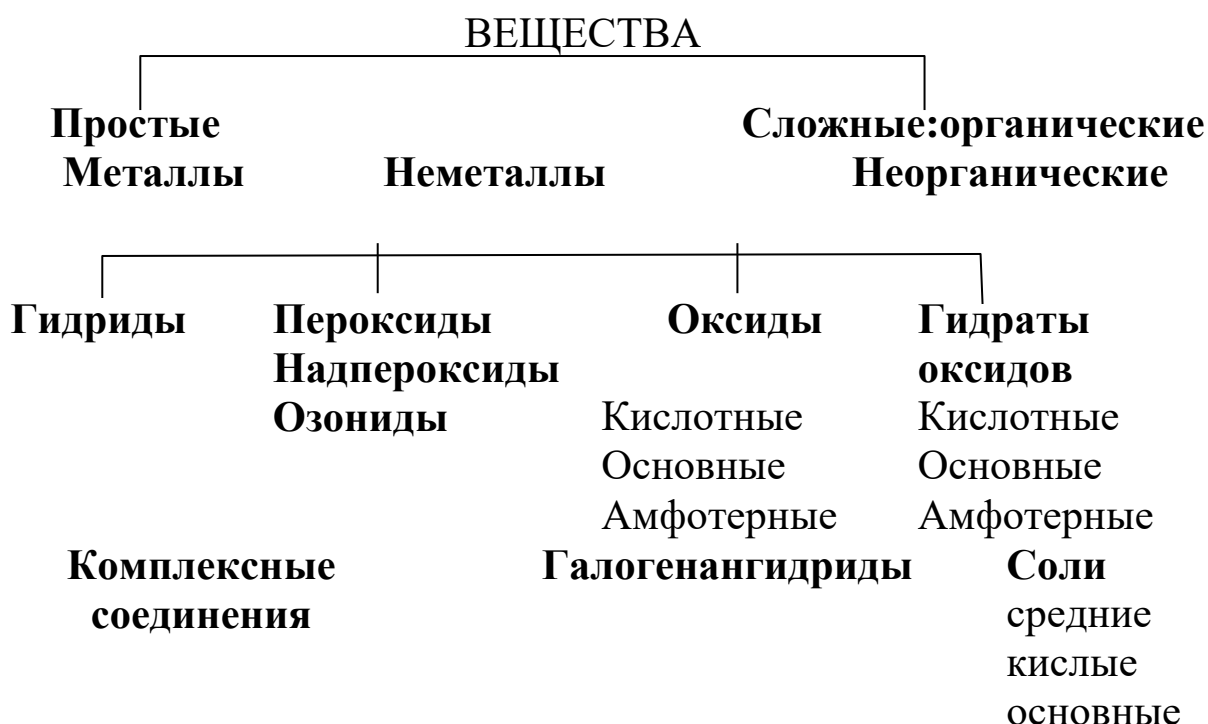 ВЕЩЕСТВА
Простые Сложные:органические
Металлы Неметаллы Неорганические
Гидриды Пероксиды Оксиды Гидраты
Надпероксиды оксидов
Озониды Кислотные Кислотные
Основные Основные
Амфотерные Амфотерные
Комплексные Галогенангидриды Соли
соединения средние
кислые
основные